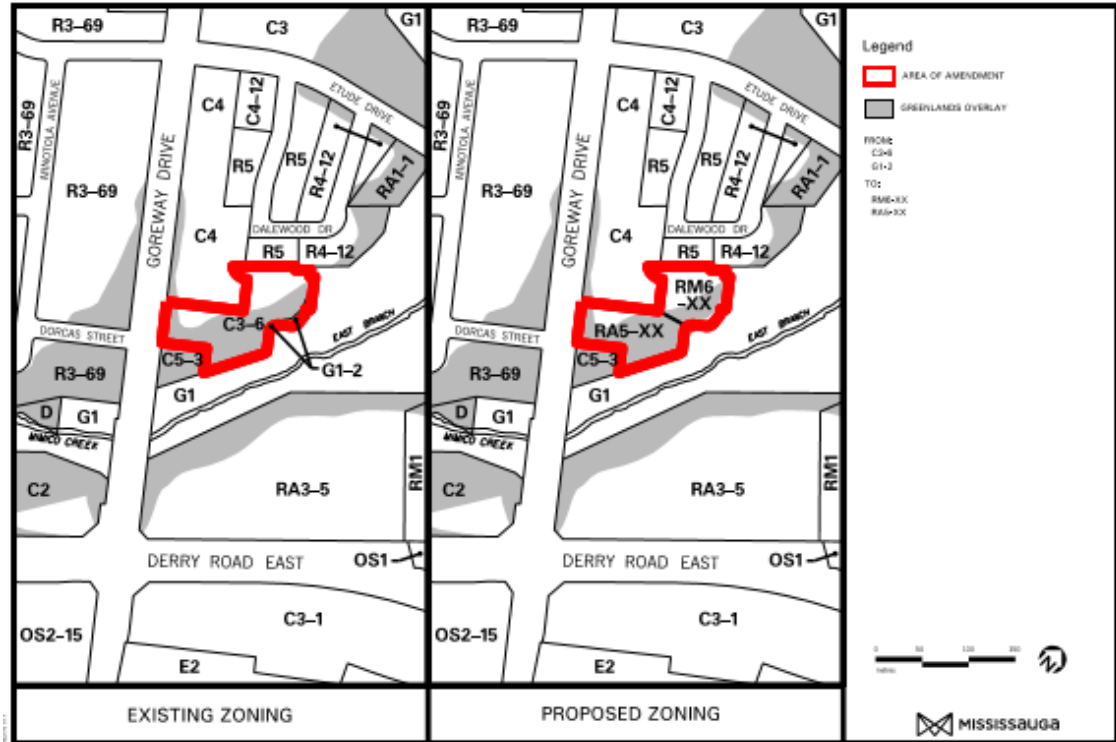 R3-69
C3
G1
MINNOTOLA AVENUE
R3-69
R3-69
GOREWAY DRIVE
C4
C4-12
R5
R5
R4-12
ETUDE DRIVE
RA1-1
C4
DALEWOOD DR
R5
R4-12
DORCAS STREET
C3-6
C5-3
EAST BRANCH
G1-2
R3-69
D
G1
MIMICO CREEK
G1
C2
RA3-5
RM1
DERRY ROAD EAST
OS1
OS2-15
C3-1
E2
EXISTING ZONING
R3-69
C3
G1
MINNOTOLA AVENUE
R3-69
R3-69
GOREWAY DRIVE
C4
C4-12
R5
R5
R4-12
ETUDE DRIVE
RA1-1
C4
DALEWOOD DR
R5
R4-12
RM6
-XX
DORCAS STREET
RA5-XX
C5-3
EAST BRANCH
R3-69
D
G1
MIMICO CREEK
G1
C2
RA3-5
RM1
DERRY ROAD EAST
OS1
OS2-15
C3-1
E2
PROPOSED ZONING
Legend
AREA OF AMENDMENT
GREENLANDS OVERLAY
FROM:
C3-6
G1-2
TO:
RM6-XX
RA5-XX
0 50 100 150
metres
MISSISSAUGA